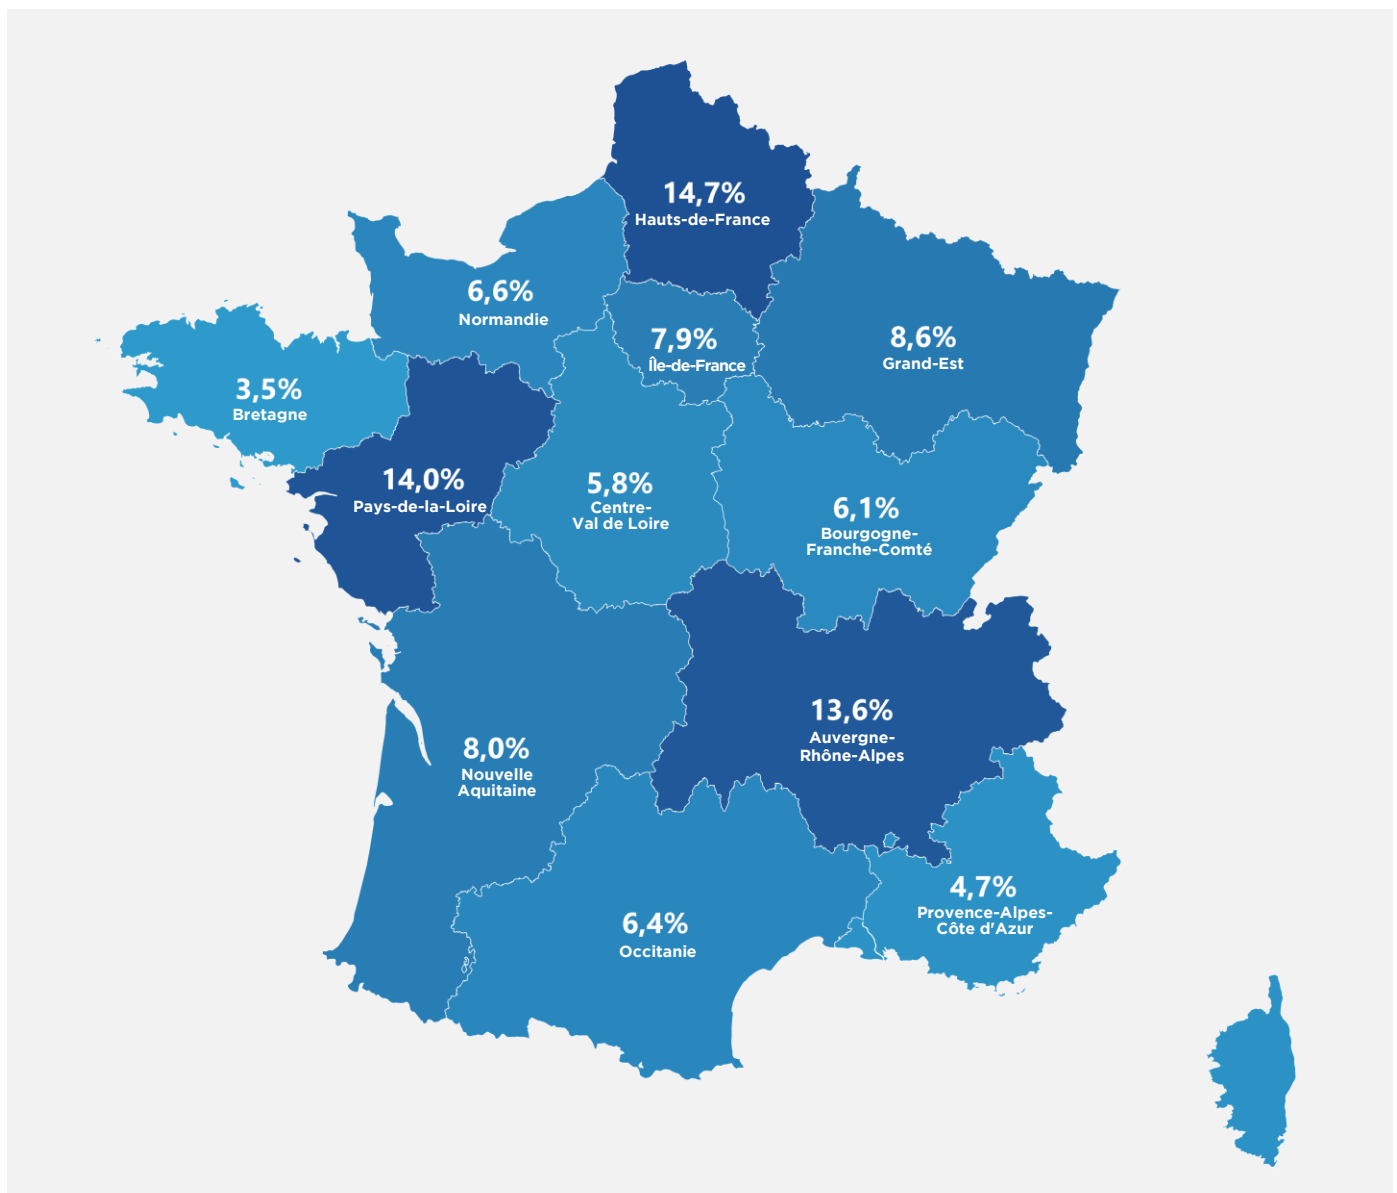 14,7%
Hauts-de-France
6,6%
Normandie
7,9%
Île-de-France
8,6%
Grand-Est
3,5%
Bretagne
14,0%
Pays-de-la-Loire
5,8%
Centre-
Val de Loire
6,1%
Bourgogne-
Franche-Comté
13,6%
Auvergne-
Rhône-Alpes
8,0%
Nouvelle
Aquitaine
4,7%
Provence-Alpes-
Côte d'Azur
6,4%
Occitanie